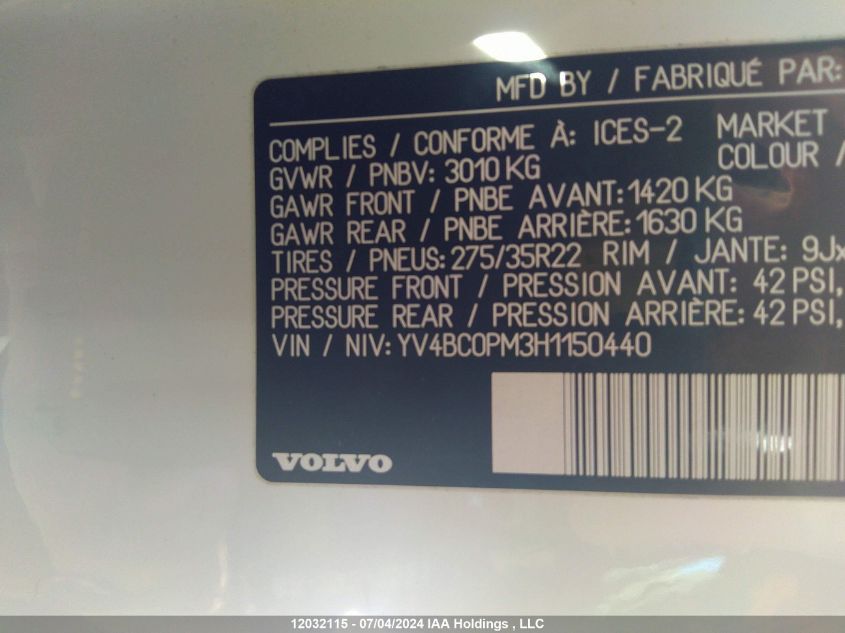 MFD BY / FABRIQUÉ PAR:
COMPLIES / CONFORME À: ICES-2 MARKET
GVWR / PNBV: 3010 KG COLOUR /
GAWR FRONT / PNBE AVANT: 1420 KG
GAWR REAR / PNBE ARRIÈRE: 1630 KG
TIRES / PNEUS: 275/35R22 RIM / JANTE: 9Jx
PRESSURE FRONT / PRESSION AVANT: 42 PSI,
PRESSURE REAR / PRESSION ARRIÈRE: 42 PSI,
VIN / NIV: YV4BC0PM3H1150440
VOLVO
12032115 - 07/04/2024 IAA Holdings , LLC